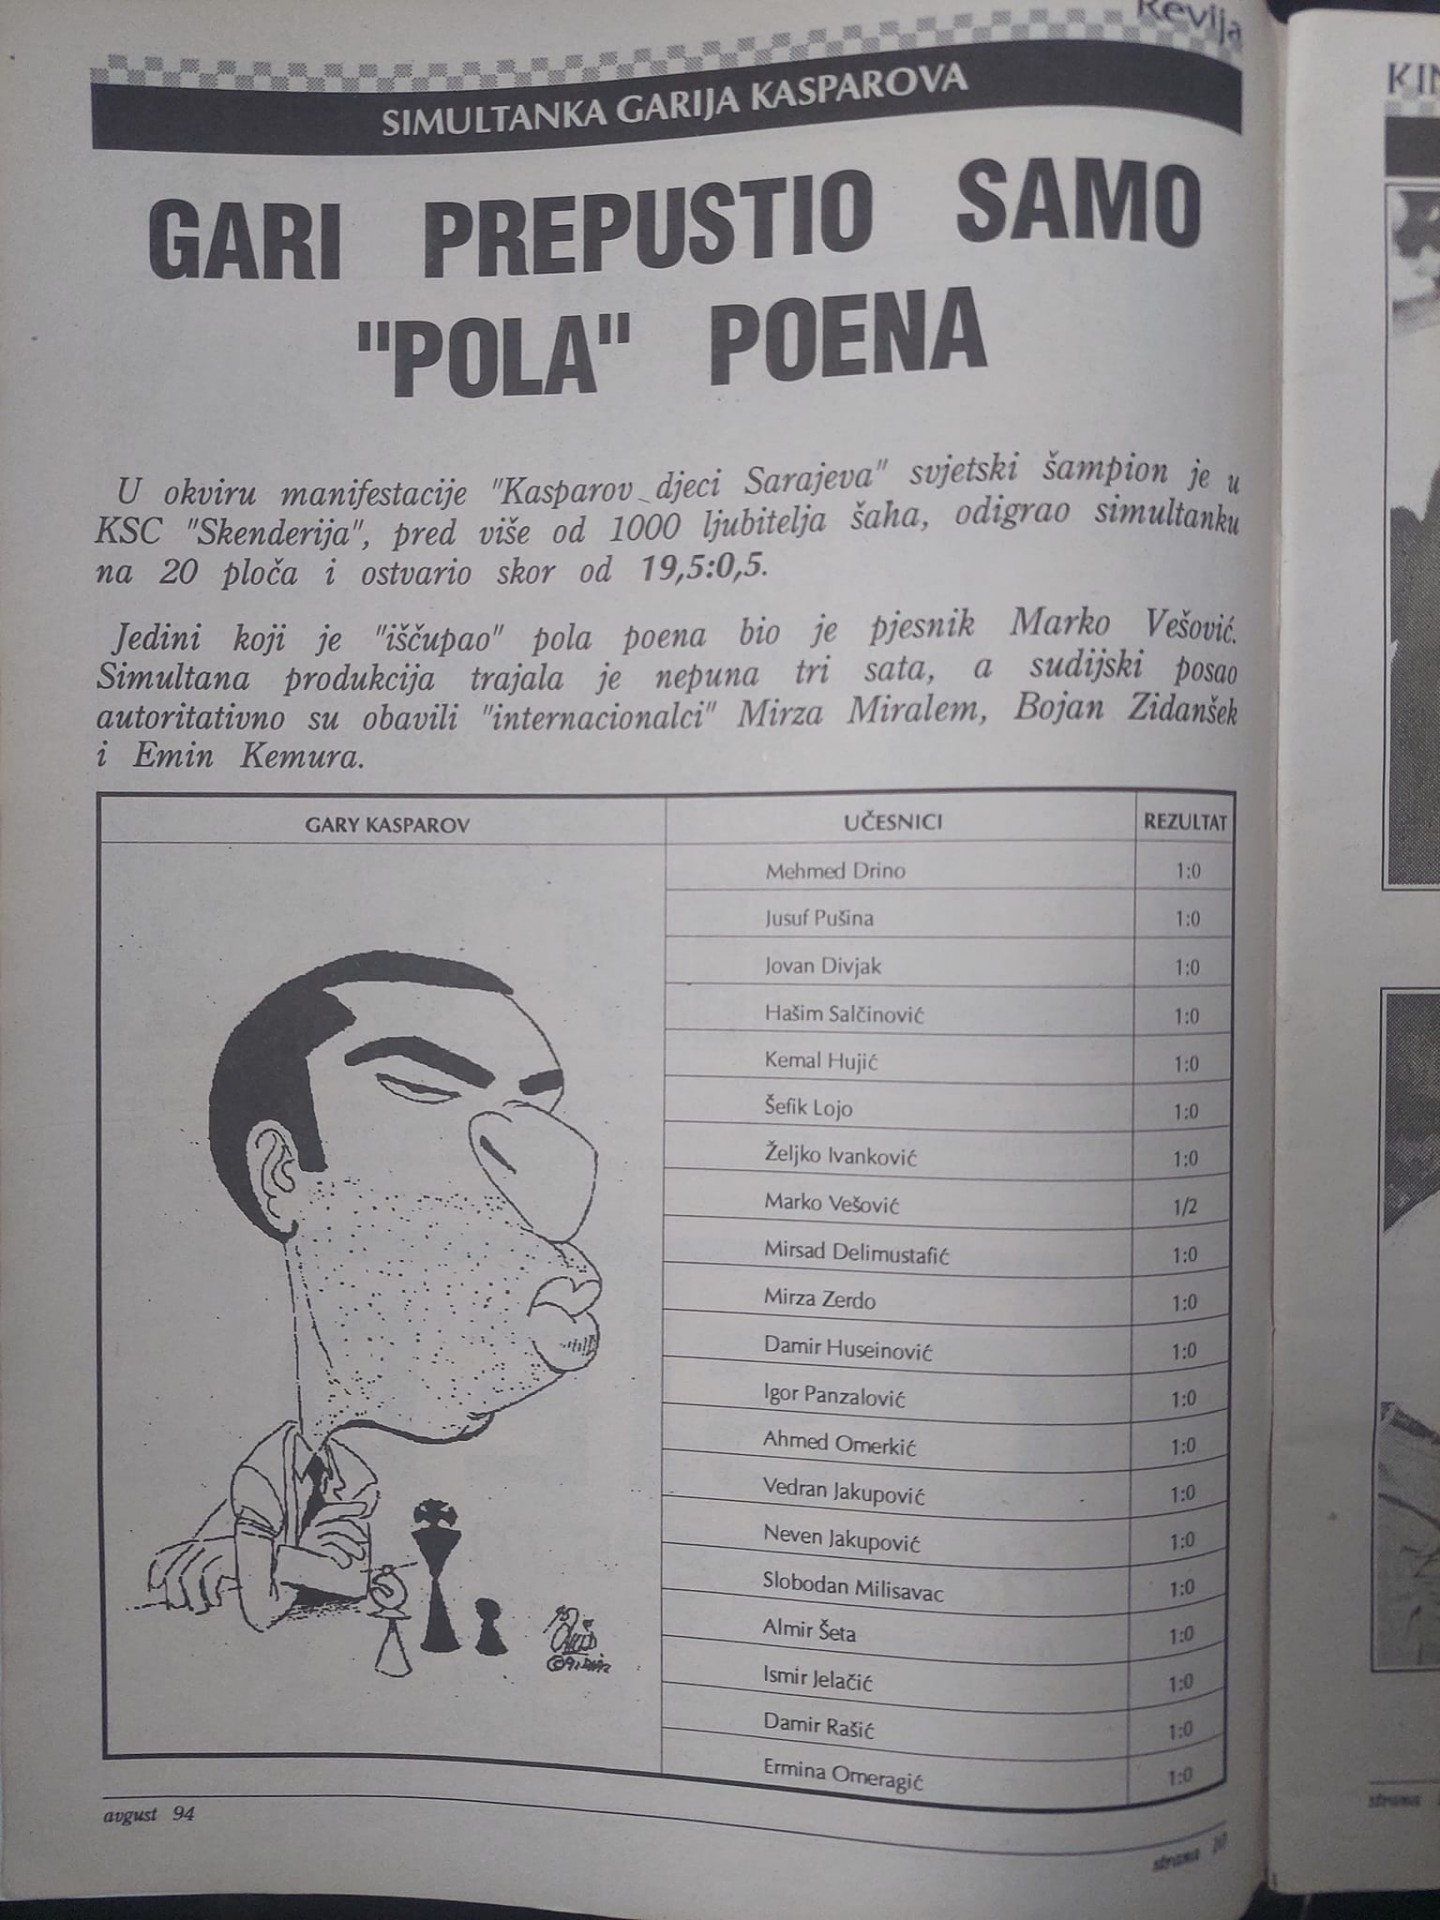 Revija
SIMULTANKA GARIJA KASPAROVA
GARI PREPUSTIO SAMO
"POLA" POENA
U okviru manifestacije "Kasparov djeci Sarajeva" svjetski šampion je u
KSC "Skenderija", pred više od 1000 ljubitelja šaha, odigrao simultanku
na 20 ploča i ostvario skor od 19,5:0,5.
Jedini koji je "iščupao" pola poena bio je pjesnik Marko Vešović.
Simultana produkcija trajala je nepuna tri sata, a sudijski posao
autoritativno su obavili "internacionalci" Mirza Miralem, Bojan Zidanšek
i Emin Kemura.
GARY KASPAROV UČESNICI REZULTAT
Mehmed Drino 1:0
Jusuf Pušina 1:0
Jovan Divjak 1:0
Hašim Salčinović 1:0
Kemal Hujić 1:0
Šefik Lojo 1:0
Željko Ivanković 1:0
Marko Vešović 1/2
Mirsad Delimustafić 1:0
Mirza Zerdo 1:0
Damir Huseinović 1:0
Igor Panzalović 1:0
Ahmed Omerkić 1:0
Vedran Jakupović 1:0
Neven Jakupović 1:0
Slobodan Milisavac 1:0
Almir Šeta 1:0
Ismir Jelačić 1:0
Damir Rašić 1:0
Ermina Omeragić 1:0
avgust 94
strana
KIN
strana